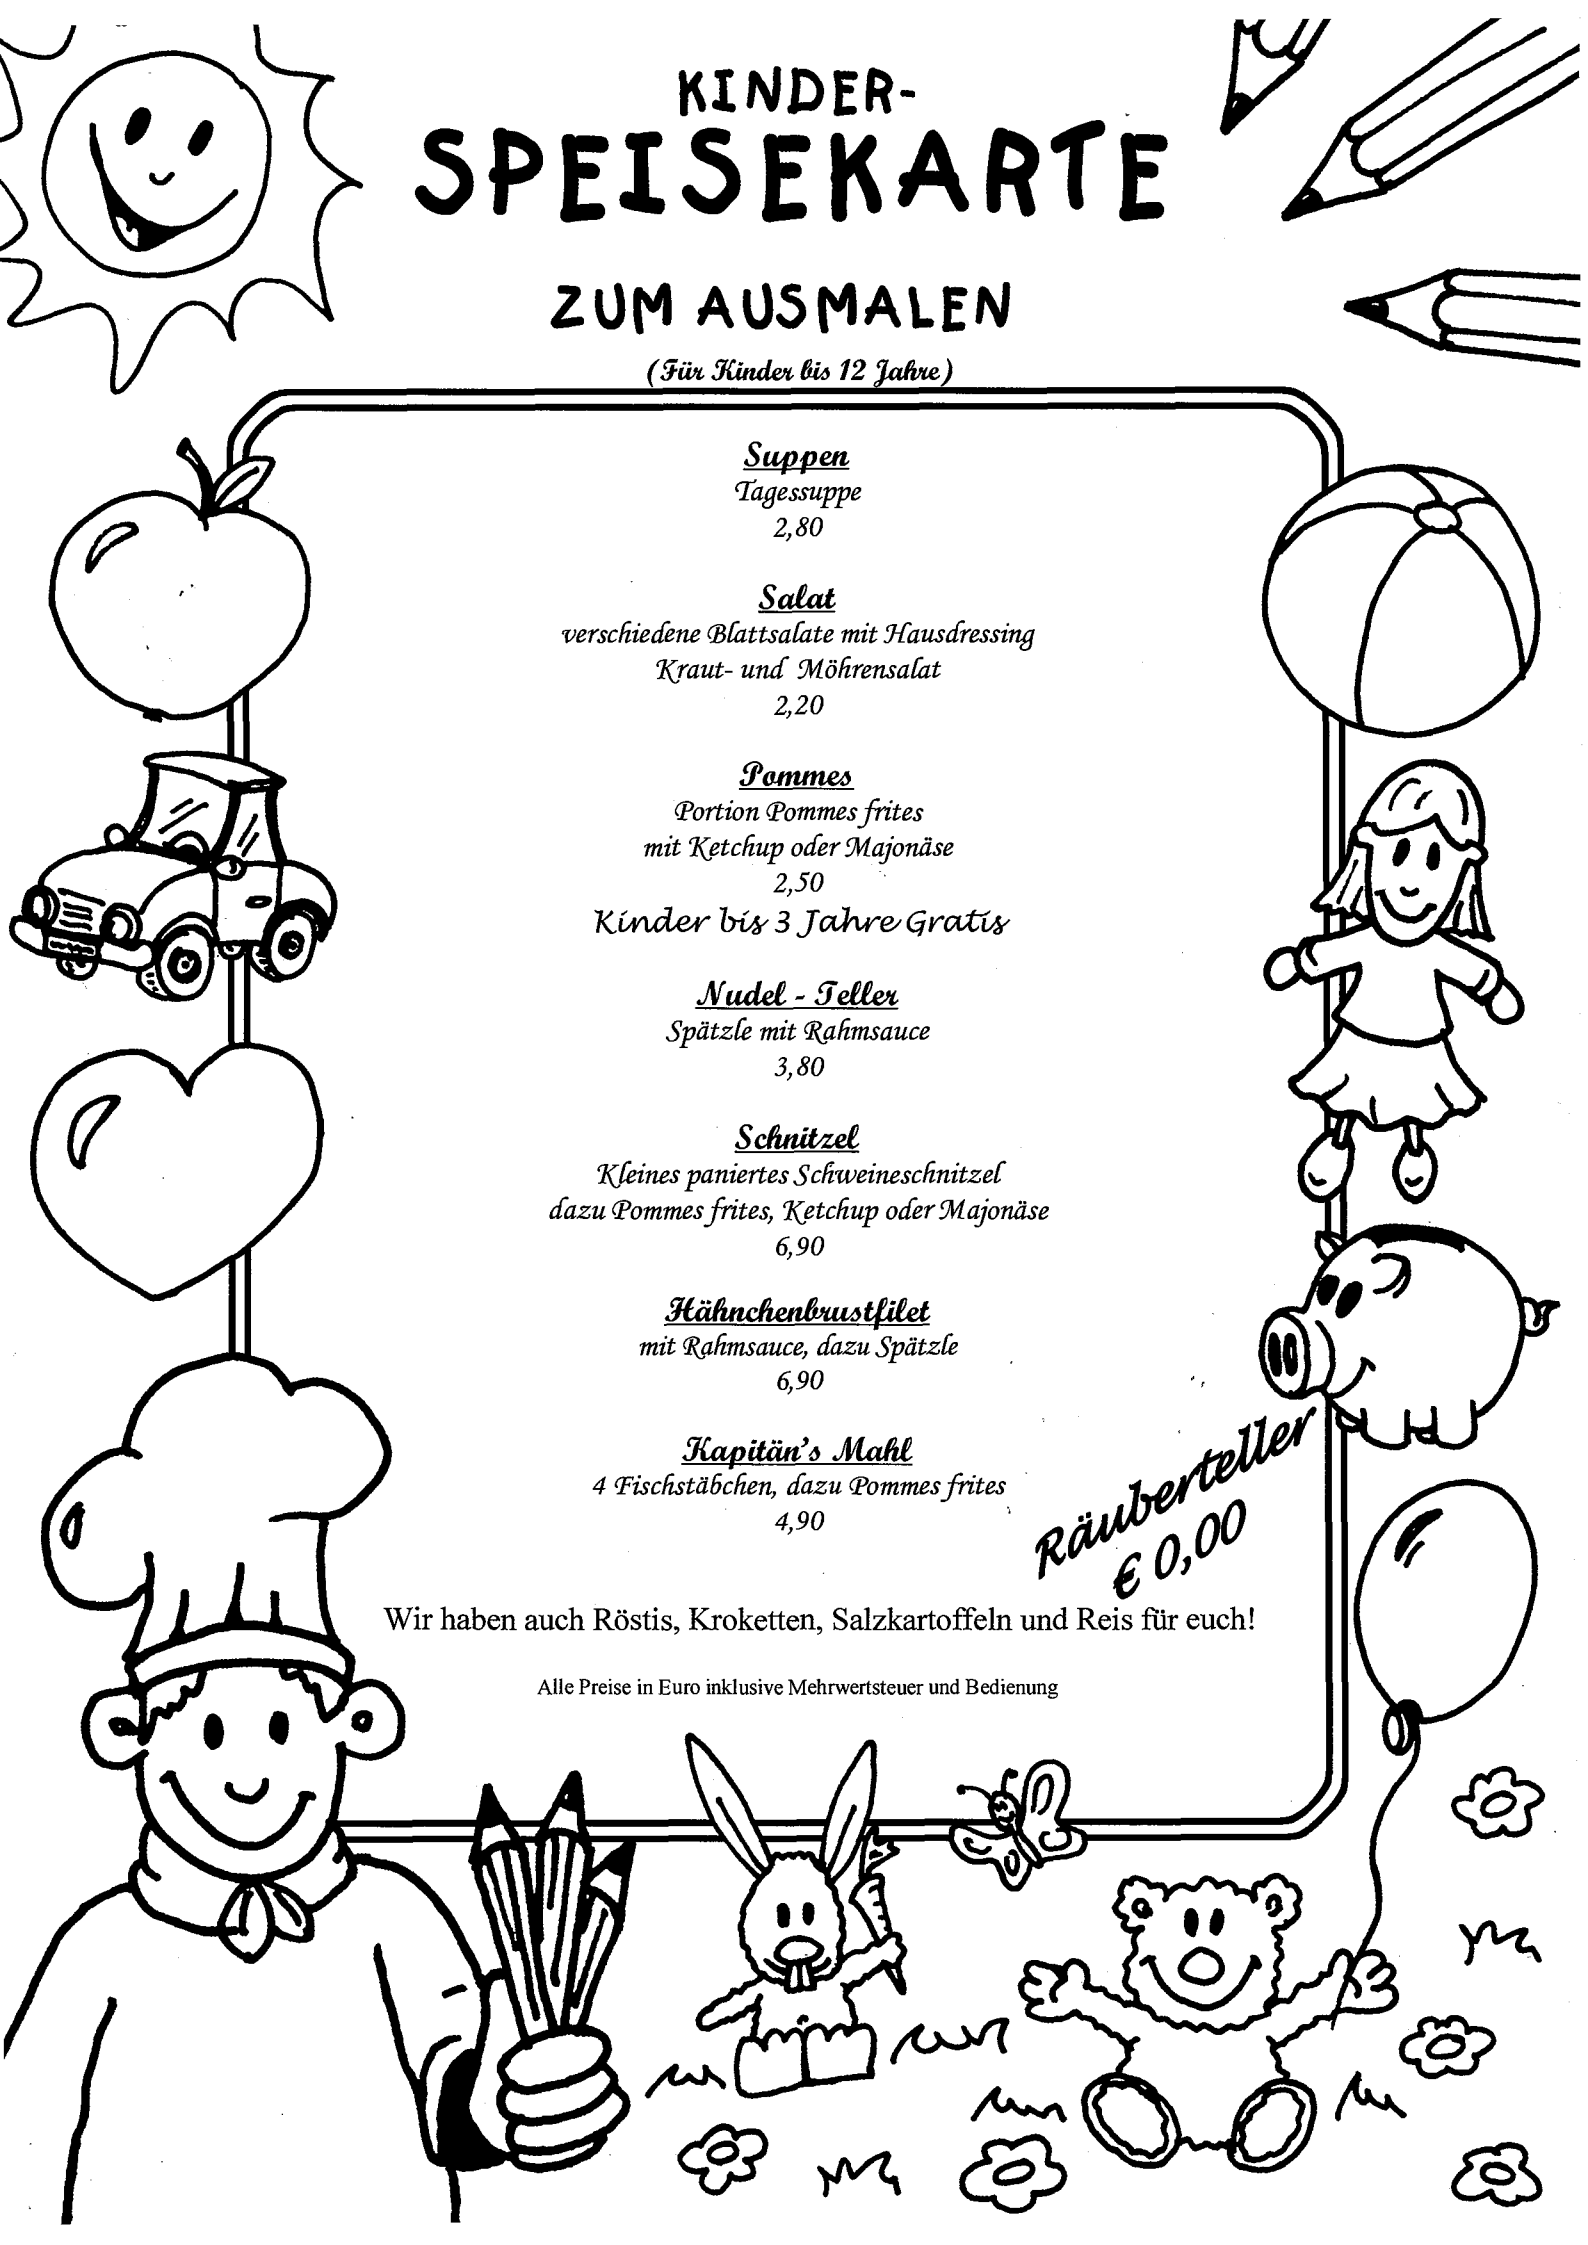 KINDER-
SPEISEKARTE
ZUM AUSMALEN
(Für Kinder bis 12 Jahre)
Suppen
Tagessuppe
2,80
Salat
verschiedene Blattsalate mit Hausdressing
Kraut- und Möhrensalat
2,20
Pommes
Portion Pommes frites
mit Ketchup oder Majonäse
2,50
Kinder bis 3 Jahre Gratis
Nudel - Teller
Spätzle mit Rahmsauce
3,80
Schnitzel
Kleines paniertes Schweineschnitzel
dazu Pommes frites, Ketchup oder Majonäse
6,90
Hähnchenbrustfilet
mit Rahmsauce, dazu Spätzle
6,90
Kapitän's Mahl
4 Fischstäbchen, dazu Pommes frites
4,90
Räuberteller
€ 0,00
Wir haben auch Röstis, Kroketten, Salzkartoffeln und Reis für euch!
Alle Preise in Euro inklusive Mehrwertsteuer und Bedienung